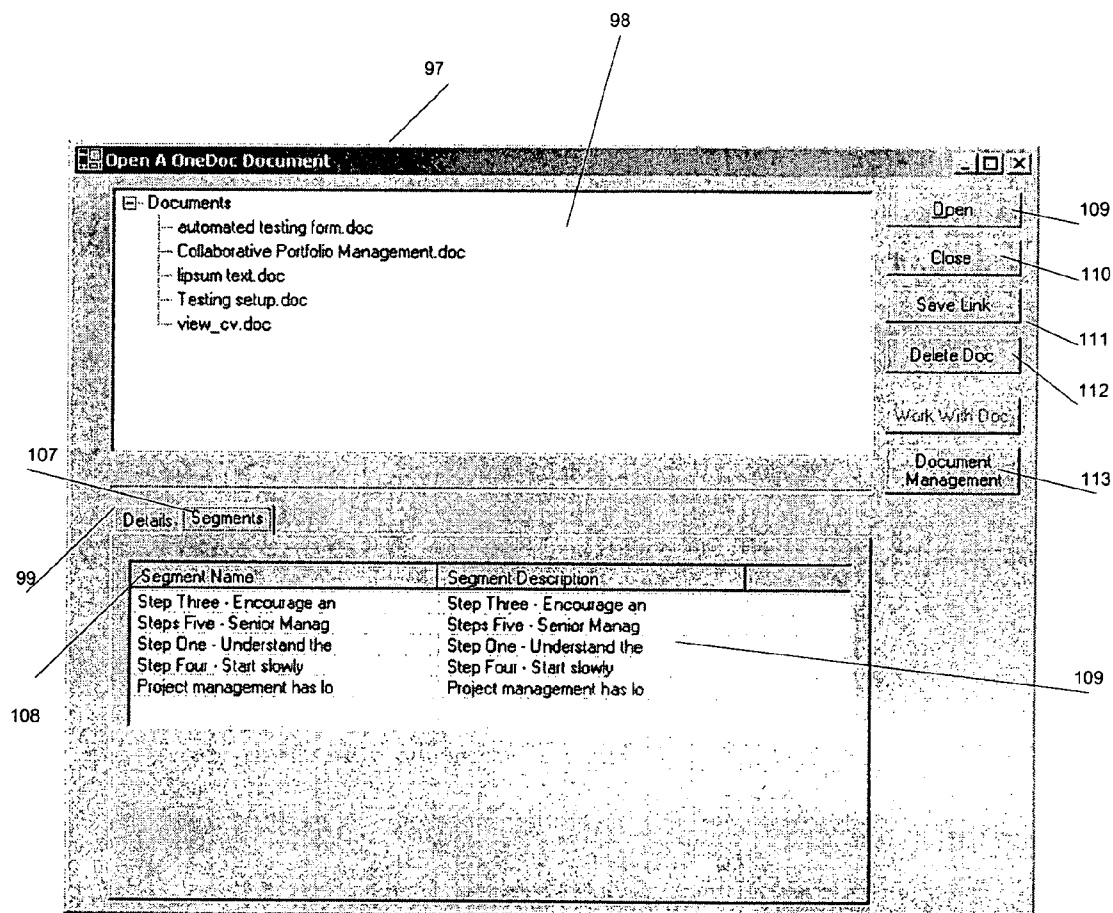 98
97
Open A OneDoc Document
Documents
automated testing form.doc
Collaborative Portfolio Management.doc
lipsum text.doc
Testing setup.doc
view_cv.doc
Open
109
Close
110
Save Link
111
Delete Doc
112
Work With Doc
Document
Management
113
107
Details
Segments
99
Segment Name
Segment Description
Step Three - Encourage an
Step Three - Encourage an
Steps Five - Senior Manag
Steps Five - Senior Manag
Step One - Understand the
Step One - Understand the
Step Four - Start slowly
Step Four - Start slowly
Project management has lo
Project management has lo
109
108